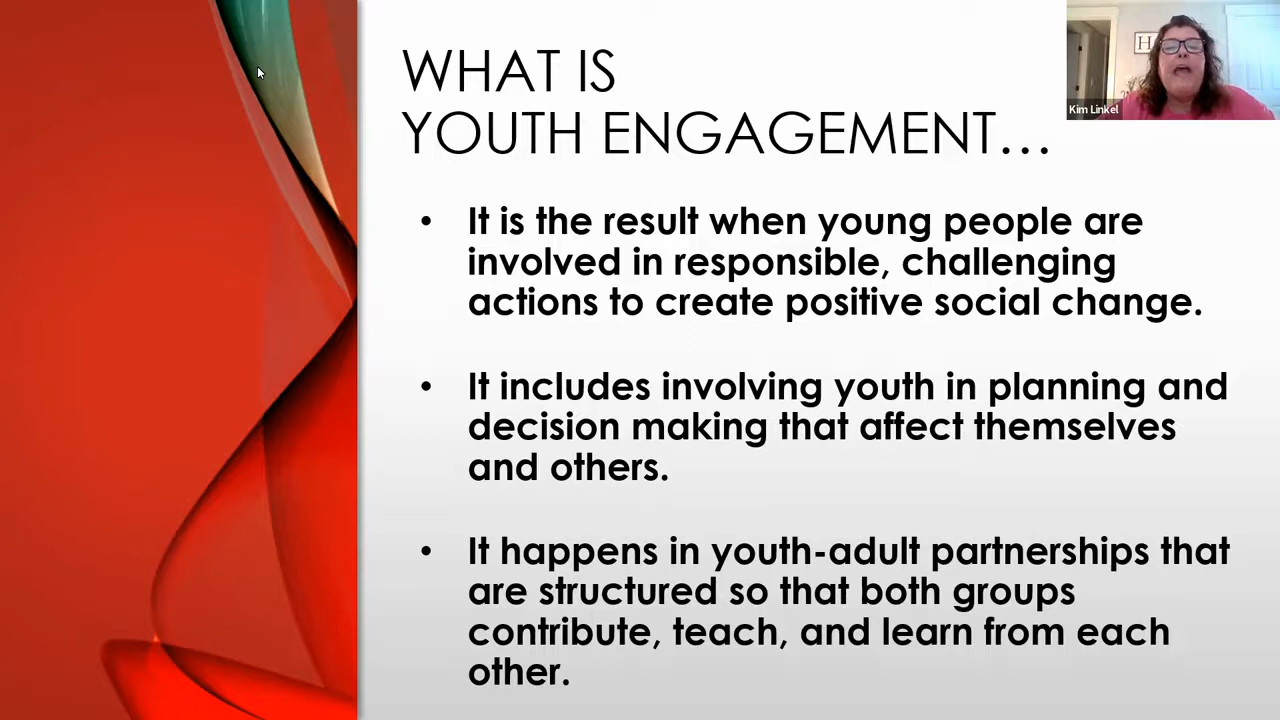 WHAT IS
YOUTH ENGAGEMENT…
• It is the result when young people are
involved in responsible, challenging
actions to create positive social change.
• It includes involving youth in planning and
decision making that affect themselves
and others.
• It happens in youth-adult partnerships that
are structured so that both groups
contribute, teach, and learn from each
other.
H
Kim Linkel